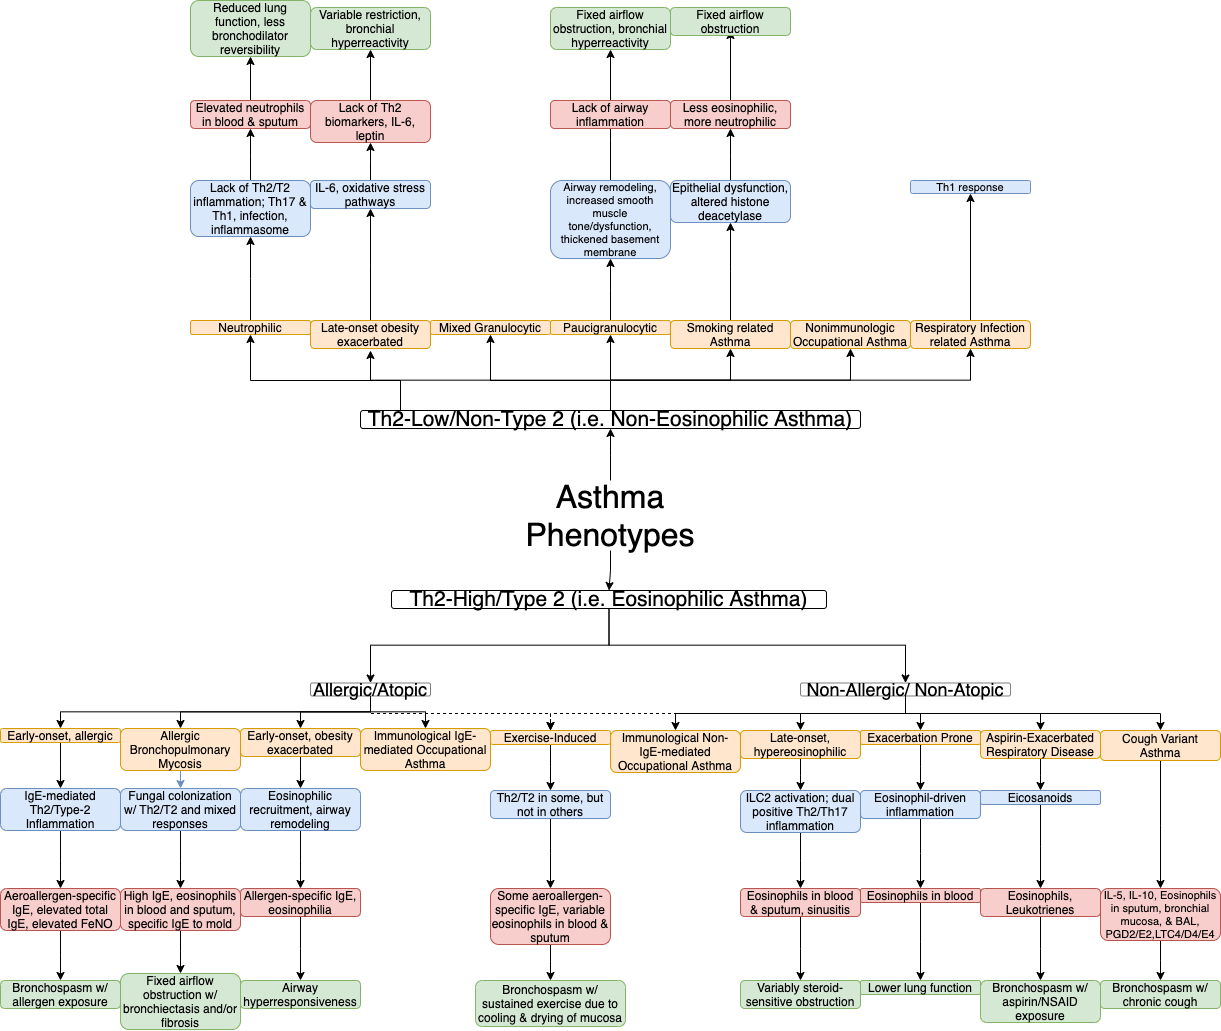 Reduced lung
function, less
bronchodilator
reversibility
Variable restriction,
bronchial
hyperreactivity
Fixed airflow
obstruction, bronchial
hyperreactivity
Fixed airflow
obstruction
Elevated neutrophils
in blood & sputum
Lack of Th2
biomarkers, IL-6,
leptin
Lack of airway
inflammation
Less eosinophilic,
more neutrophilic
Lack of Th2/T2
inflammation; Th17 &
Th1, infection,
inflammasome
IL-6, oxidative stress
pathways
Airway remodeling,
increased smooth
muscle
tone/dysfunction,
thickened basement
membrane
Epithelial dysfunction,
altered histone
deacetylase
Th1 response
Neutrophilic
Late-onset obesity
exacerbated
Mixed Granulocytic
Paucigranulocytic
Smoking related
Asthma
Nonimmunologic
Occupational Asthma
Respiratory Infection
related Asthma
Th2-Low/Non-Type 2 (i.e. Non-Eosinophilic Asthma)
Asthma
Phenotypes
Th2-High/Type 2 (i.e. Eosinophilic Asthma)
Allergic/Atopic
Non-Allergic/ Non-Atopic
Early-onset, allergic
Allergic
Bronchopulmonary
Mycosis
Early-onset, obesity
exacerbated
Immunological IgE-
mediated Occupational
Asthma
Exercise-Induced
Immunological Non-
IgE-mediated
Occupational Asthma
Late-onset,
hypereosinophilic
Exacerbation Prone
Aspirin-Exacerbated
Respiratory Disease
Cough Variant
Asthma
IgE-mediated
Th2/Type-2
Inflammation
Fungal colonization
w/ Th2/T2 and mixed
responses
Eosinophilic
recruitment, airway
remodeling
Th2/T2 in some, but
not in others
ILC2 activation; dual
positive Th2/Th17
inflammation
Eosinophil-driven
inflammation
Eicosanoids
Aeroallergen-specific
IgE, elevated total
IgE, elevated FeNO
High IgE, eosinophils
in blood and sputum,
specific IgE to mold
Allergen-specific IgE,
eosinophilia
Some aeroallergen-
specific IgE, variable
eosinophils in blood &
sputum
Eosinophils in blood
& sputum, sinusitis
Eosinophils in blood
Eosinophils,
Leukotrienes
IL-5, IL-10, Eosinophils
in sputum, bronchial
mucosa, & BAL,
PGD2/E2,LTC4/D4/E4
Bronchospasm w/
allergen exposure
Fixed airflow
obstruction w/
bronchiectasis and/or
fibrosis
Airway
hyperresponsiveness
Bronchospasm w/
sustained exercise due to
cooling & drying of mucosa
Variably steroid-
sensitive obstruction
Lower lung function
Bronchospasm w/
aspirin/NSAID
exposure
Bronchospasm w/
chronic cough